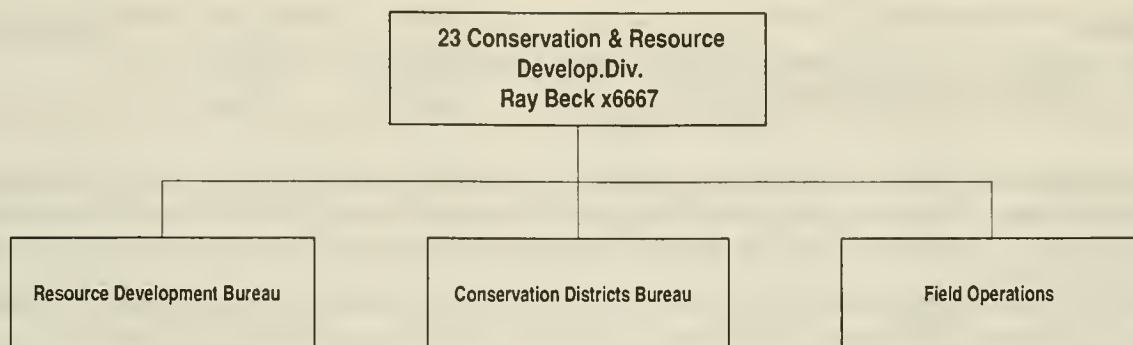 23 Conservation & Resource
Develop.Div.
Ray Beck x6667
Resource Development Bureau
Conservation Districts Bureau
Field Operations